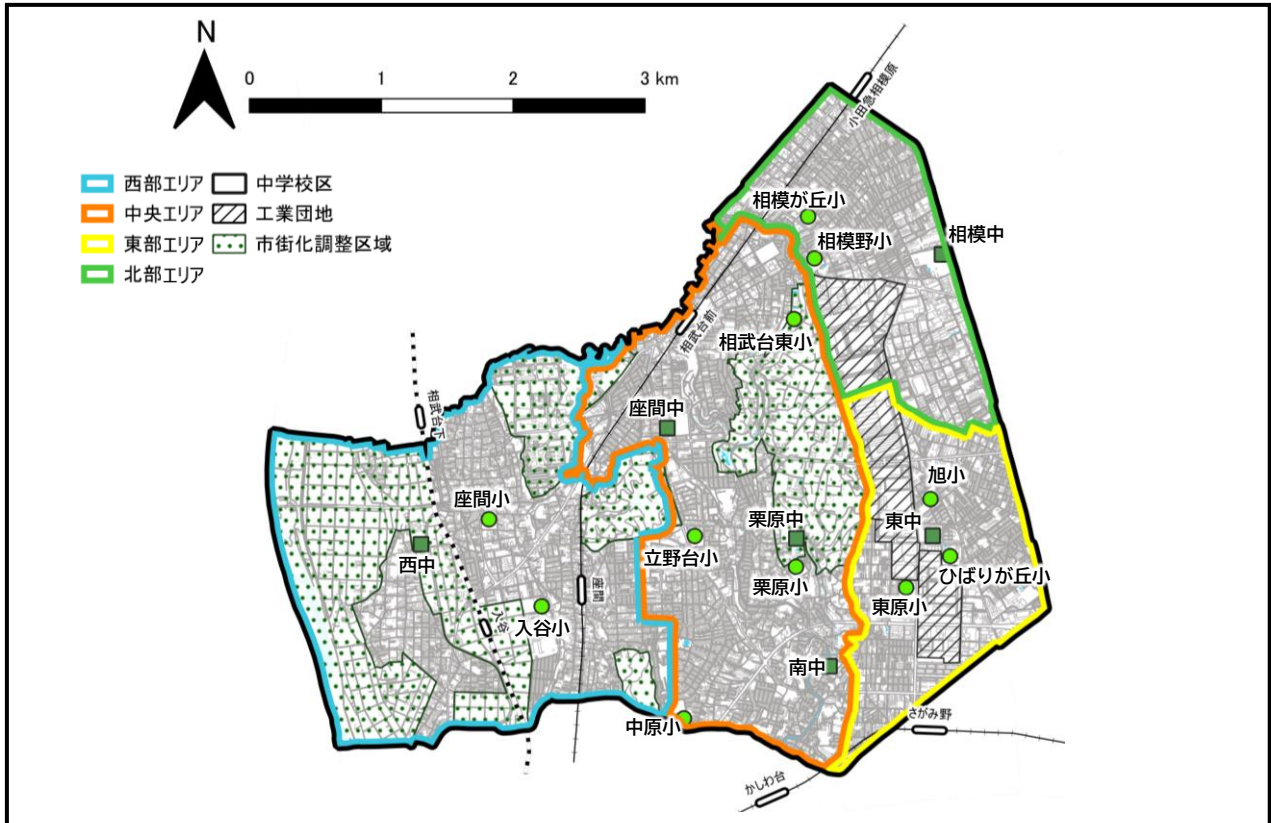 N
0 1 2 3 km
西部エリア 中学校区
中央エリア 工業団地
東部エリア 市街化調整区域
北部エリア
小田急相模原
相模が丘小
相模中
相模野小
相武台前
相武台東小
相武台下
座間中
座間小
旭小
栗原中
東中
西中
立野台小
ひばりが丘小
栗原小
座間
東原小
入谷小
入谷
南中
中原小
さがみ野
かしわ台